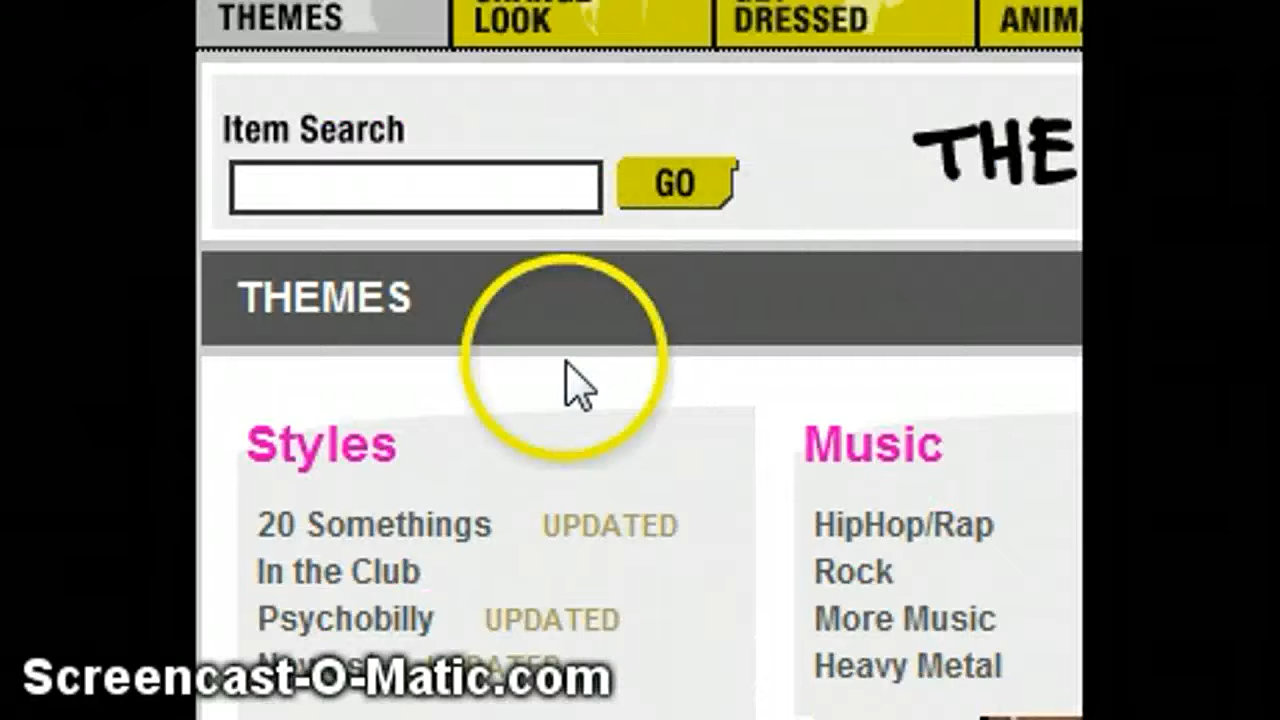 THEMES
LOOK
DRESSED
Item Search
GO
THE
THEMES
Styles
Music
20 Somethings UPDATED
HipHop/Rap
In the Club
Rock
Psychobilly UPDATED
More Music
Heavy Metal
Screencast-O-Matic.com